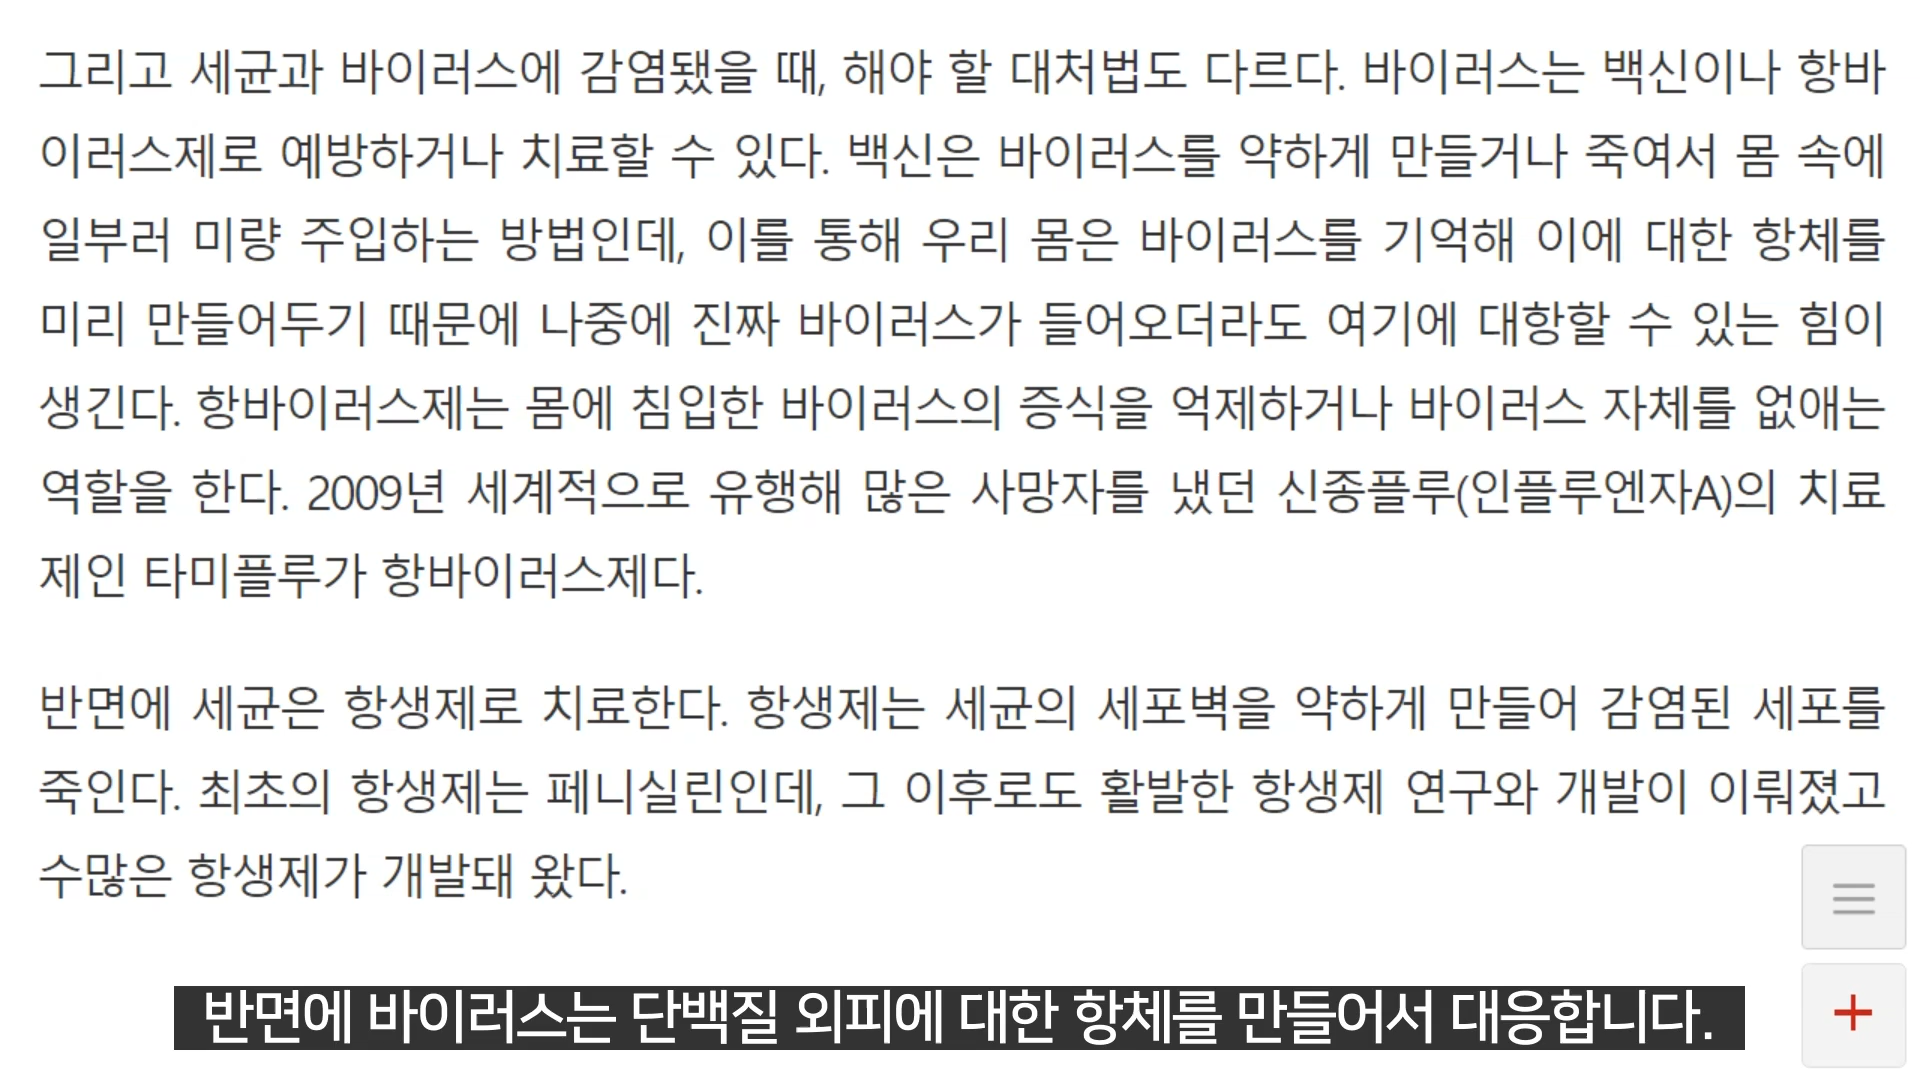 그리고 세균과 바이러스에 감염됐을 때, 해야 할 대처법도 다르다. 바이러스는 백신이나 항바
이러스제로 예방하거나 치료할 수 있다. 백신은 바이러스를 약하게 만들거나 죽여서 몸 속에
일부러 미량 주입하는 방법인데, 이를 통해 우리 몸은 바이러스를 기억해 이에 대한 항체를
미리 만들어두기 때문에 나중에 진짜 바이러스가 들어오더라도 여기에 대항할 수 있는 힘이
생긴다. 항바이러스제는 몸에 침입한 바이러스의 증식을 억제하거나 바이러스 자체를 없애는
역할을 한다. 2009년 세계적으로 유행해 많은 사망자를 냈던 신종플루(인플루엔자A)의 치료
제인 타미플루가 항바이러스제다.
반면에 세균은 항생제로 치료한다. 항생제는 세균의 세포벽을 약하게 만들어 감염된 세포를
죽인다. 최초의 항생제는 페니실린인데, 그 이후로도 활발한 항생제 연구와 개발이 이뤄졌고
수많은 항생제가 개발돼 왔다.
반면에 바이러스는 단백질 외피에 대한 항체를 만들어서 대응합니다.